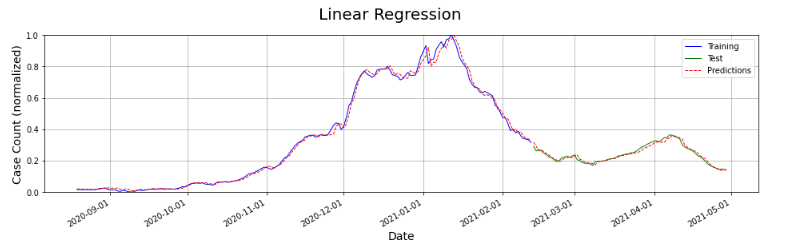 Linear Regression
Case Count (normalized)
1.0
0.8
0.6
0.4
0.2
0.0
Training
Test
Predictions
2020-09-01
2020-10-01
2020-11-01
2020-12-01
2021-01-01
2021-02-01
2021-03-01
2021-04-01
2021-05-01
Date